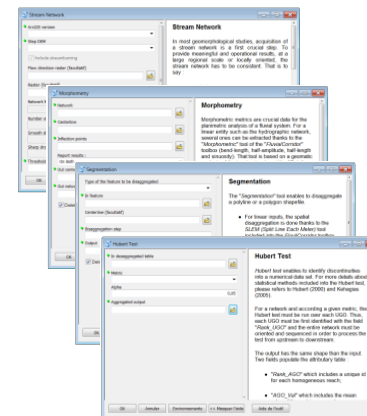 Stream Network
ArcGIS version
Step DEM
Include streamburning
Flow direction raster (facultatif)
Stream Network
In most geomorphological studies, acquisition of
a stream network is a first crucial step. To
provide meaningful and operational results, at a
large regional scale or locally oriented, the
stream network has to be consistant. That is to
say
OK
Morphometry
Network
Centerline
Inflection points
Report results :
Morphometry
Morphometric metrics are crucial data for the
planimetric analysis of a fluvial system. For a
linear entity such as the hydrographic network,
several ones can be extracted thanks to the
"Morphometry" tool of the "FluvialCorridor"
toolbox (bend-length, half-amplitude, half-length
and sinuosity). That tool is based on a geomatic
OK
Segmentation
Type of the feature to be disaggregated
In feature
Centerline (facultatif)
Disaggregation step
Output
Segmentation
The "Segmentation" tool enables to disaggregate
a polyline or a polygon shapefile.
For linear inputs, the spatial
disaggregation is done thanks to the
SLEM (Split Line Each Meter) tool
OK
Hubert Test
In disaggregated table
Metric
Alpha
0,05
Aggregated output
Hubert Test
Hubert test enables to identify discontinuities
into a numerical data set. For more details about
statistical methods included into the Hubert test,
please refers to Hubert (2000) and Kehagias
(2005).
For a network and according a given metric, the
Hubert test must be run over each UGO. Thus,
each UGO must be first identified with the field
"Rank_UGO" and the entire network must be
oriented and sequenced in order to process the
test from upstream to downstream.
The output has the same shape than the input.
Two fields populate the attributary table :
"Rank_AGO" which includes a unique id
for each homogeneous reach;
"AGO_Val" which includes the mean
OK Annuler Environnements... << Masquer l'aide Aide de l'outil